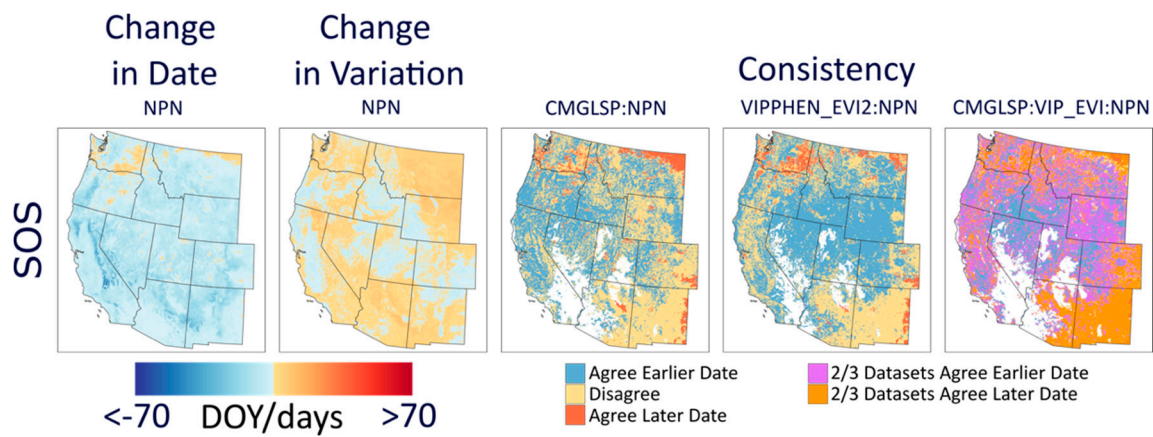 Change
in Date
NPN
Change
in Variation
NPN
Consistency
CMGLSP:NPN
VIPPHEN_EVI2:NPN
CMGLSP:VIP_EVI:NPN
SOS
<-70
DOY/days
>70
Agree Earlier Date
Disagree
Agree Later Date
2/3 Datasets Agree Earlier Date
2/3 Datasets Agree Later Date